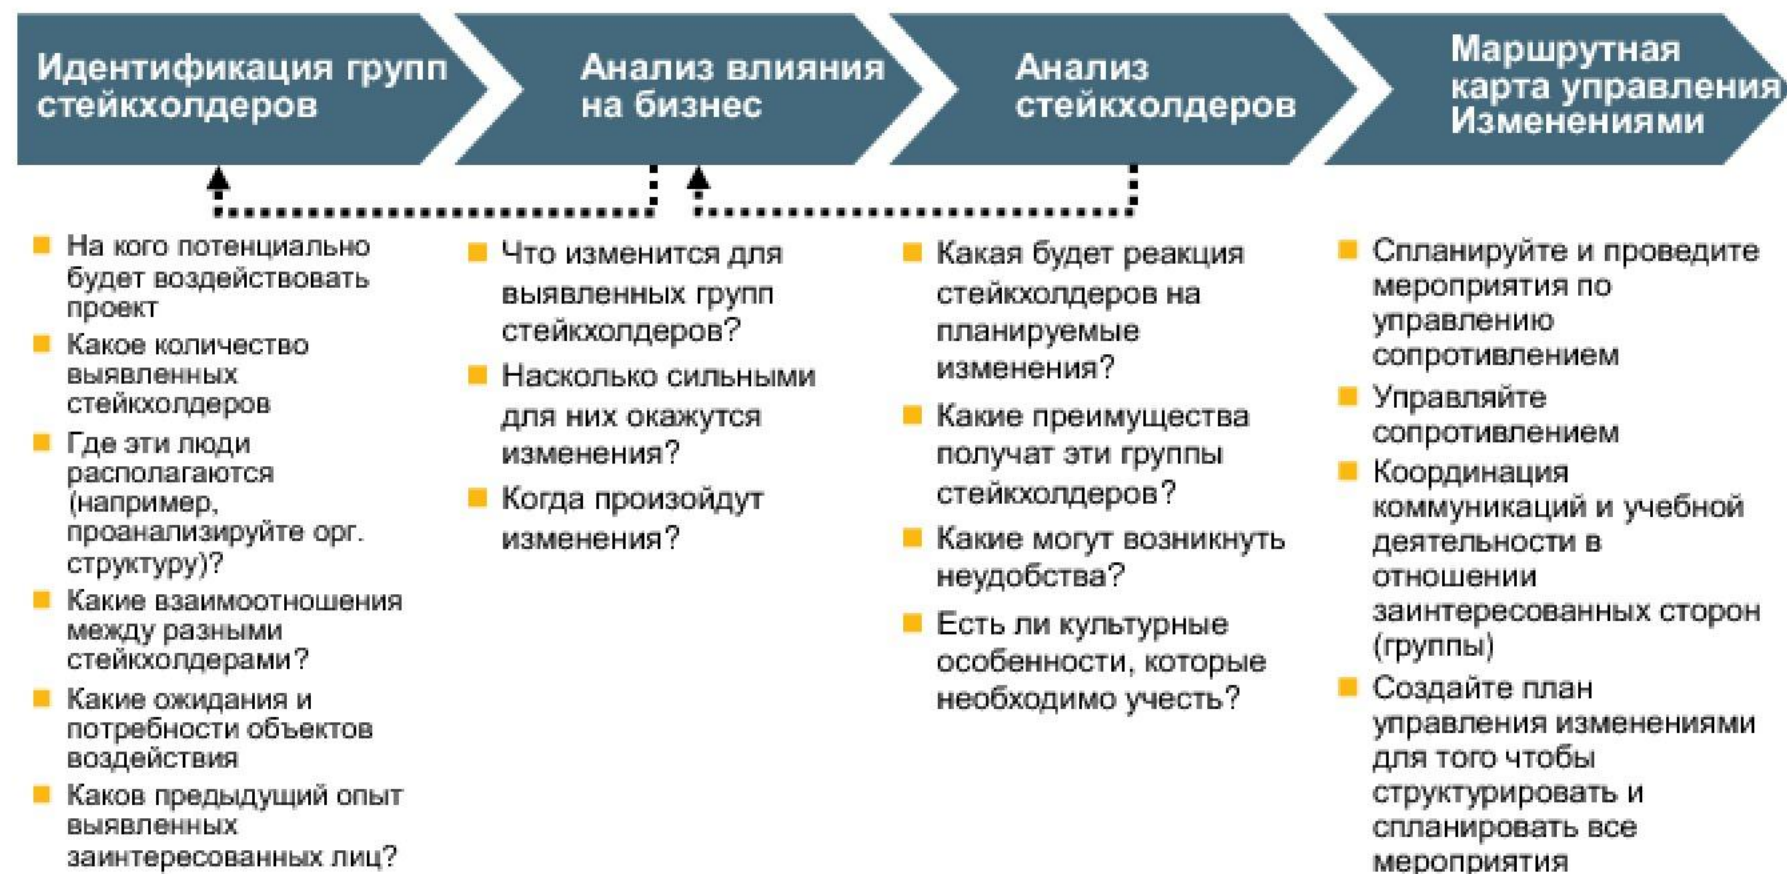 Идентификация групп
стейкхолдеров
На кого потенциально
будет воздействовать
проект
Какое количество
выявленных
стейкхолдеров
Где эти люди
располагаются
(например,
проанализируйте орг.
структуру)?
Какие взаимоотношения
между разными
стейкхолдерами?
Какие ожидания и
потребности объектов
воздействия
Каков предыдущий опыт
выявленных
заинтересованных лиц?
Анализ влияния
на бизнес
Что изменится для
выявленных групп
стейкхолдеров?
Насколько сильными
для них окажутся
изменения?
Когда произойдут
изменения?
Анализ
стейкхолдеров
Какая будет реакция
стейкхолдеров на
планируемые
изменения?
Какие преимущества
получат эти группы
стейкхолдеров?
Какие могут возникнуть
неудобства?
Есть ли культурные
особенности, которые
необходимо учесть?
Маршрутная
карта управления
Изменениями
Спланируйте и проведите
мероприятия по
управлению
сопротивлением
Управляйте
сопротивлением
Координация
коммуникаций и учебной
деятельности в
отношении
заинтересованных сторон
(группы)
Создайте план
управления изменениями
для того чтобы
структурировать и
спланировать все
мероприятия